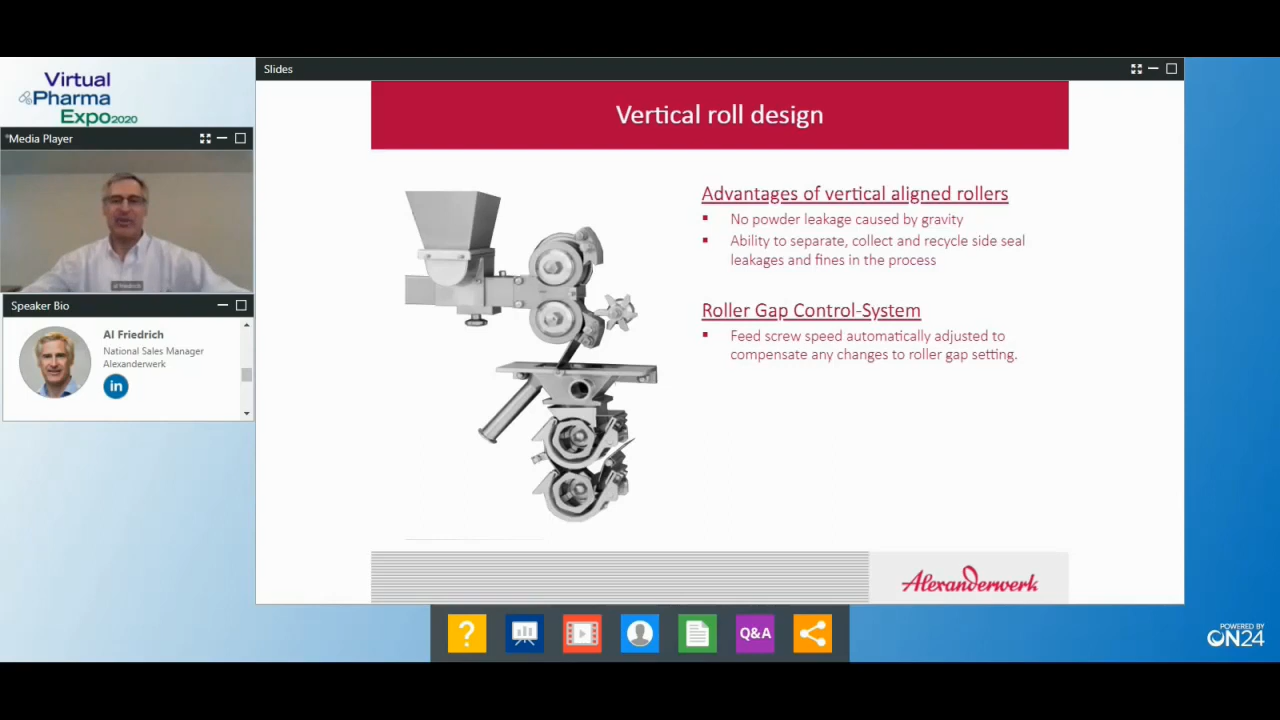 Virtual
Pharma
Expo2020
*Media Player
al friedrich
Speaker Bio
Al Friedrich
National Sales Manager
Alexanderwerk
in
Slides
Vertical roll design
Advantages of vertical aligned rollers
▪ No powder leakage caused by gravity
▪ Ability to separate, collect and recycle side seal
leakages and fines in the process
Roller Gap Control-System
▪ Feed screw speed automatically adjusted to
compensate any changes to roller gap setting.
Alexanderwerk
?
Q&A
POWERED BY
ON24